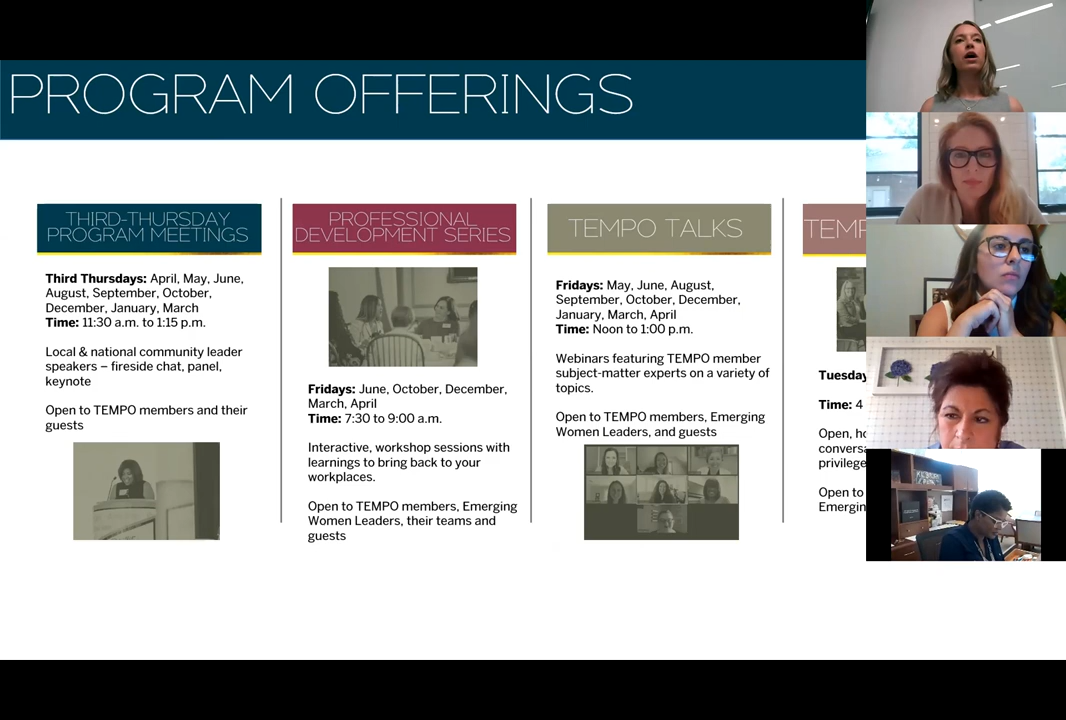 PROGRAM OFFERINGS
THIRD-THURSDAY
PROGRAM MEETINGS
Third Thursdays: April, May, June,
August, September, October,
December, January, March
Time: 11:30 a.m. to 1:15 p.m.
Local & national community leader
speakers – fireside chat, panel,
keynote
Open to TEMPO members and their
guests
PROFESSIONAL
DEVELOPMENT SERIES
Fridays: June, October, December,
March, April
Time: 7:30 to 9:00 a.m.
Interactive, workshop sessions with
learnings to bring back to your
workplaces.
Open to TEMPO members, Emerging
Women Leaders, their teams and
guests
TEMPO TALKS
Fridays: May, June, August,
September, October, December,
January, March, April
Time: Noon to 1:00 p.m.
Webinars featuring TEMPO member
subject-matter experts on a variety of
topics.
Open to TEMPO members, Emerging
Women Leaders, and guests
TEMP
Tuesday
Time: 4
Open, ho
conversa
privilege
Open to
Emergin